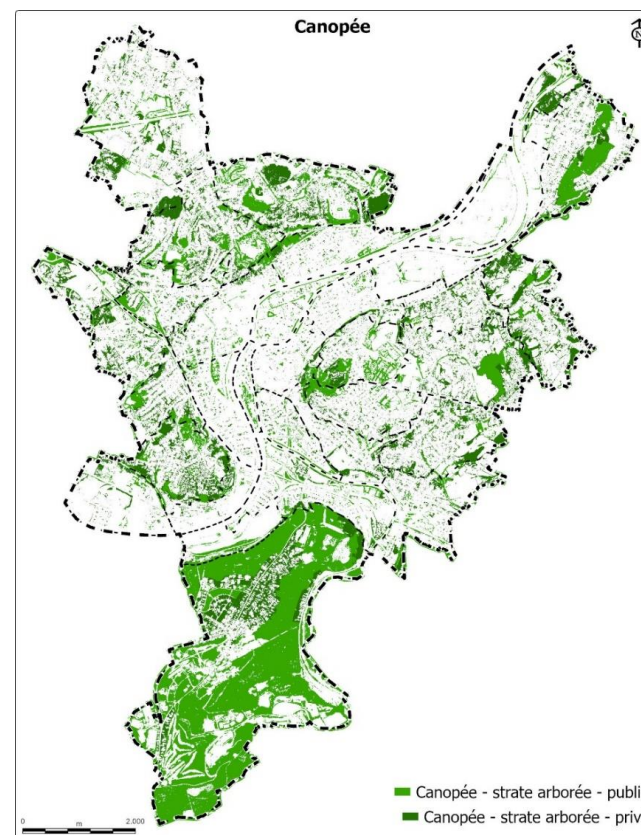 Canopée
N
Canopée - strate arborée - publi
Canopée - strate arborée - priv
0 m 2.000